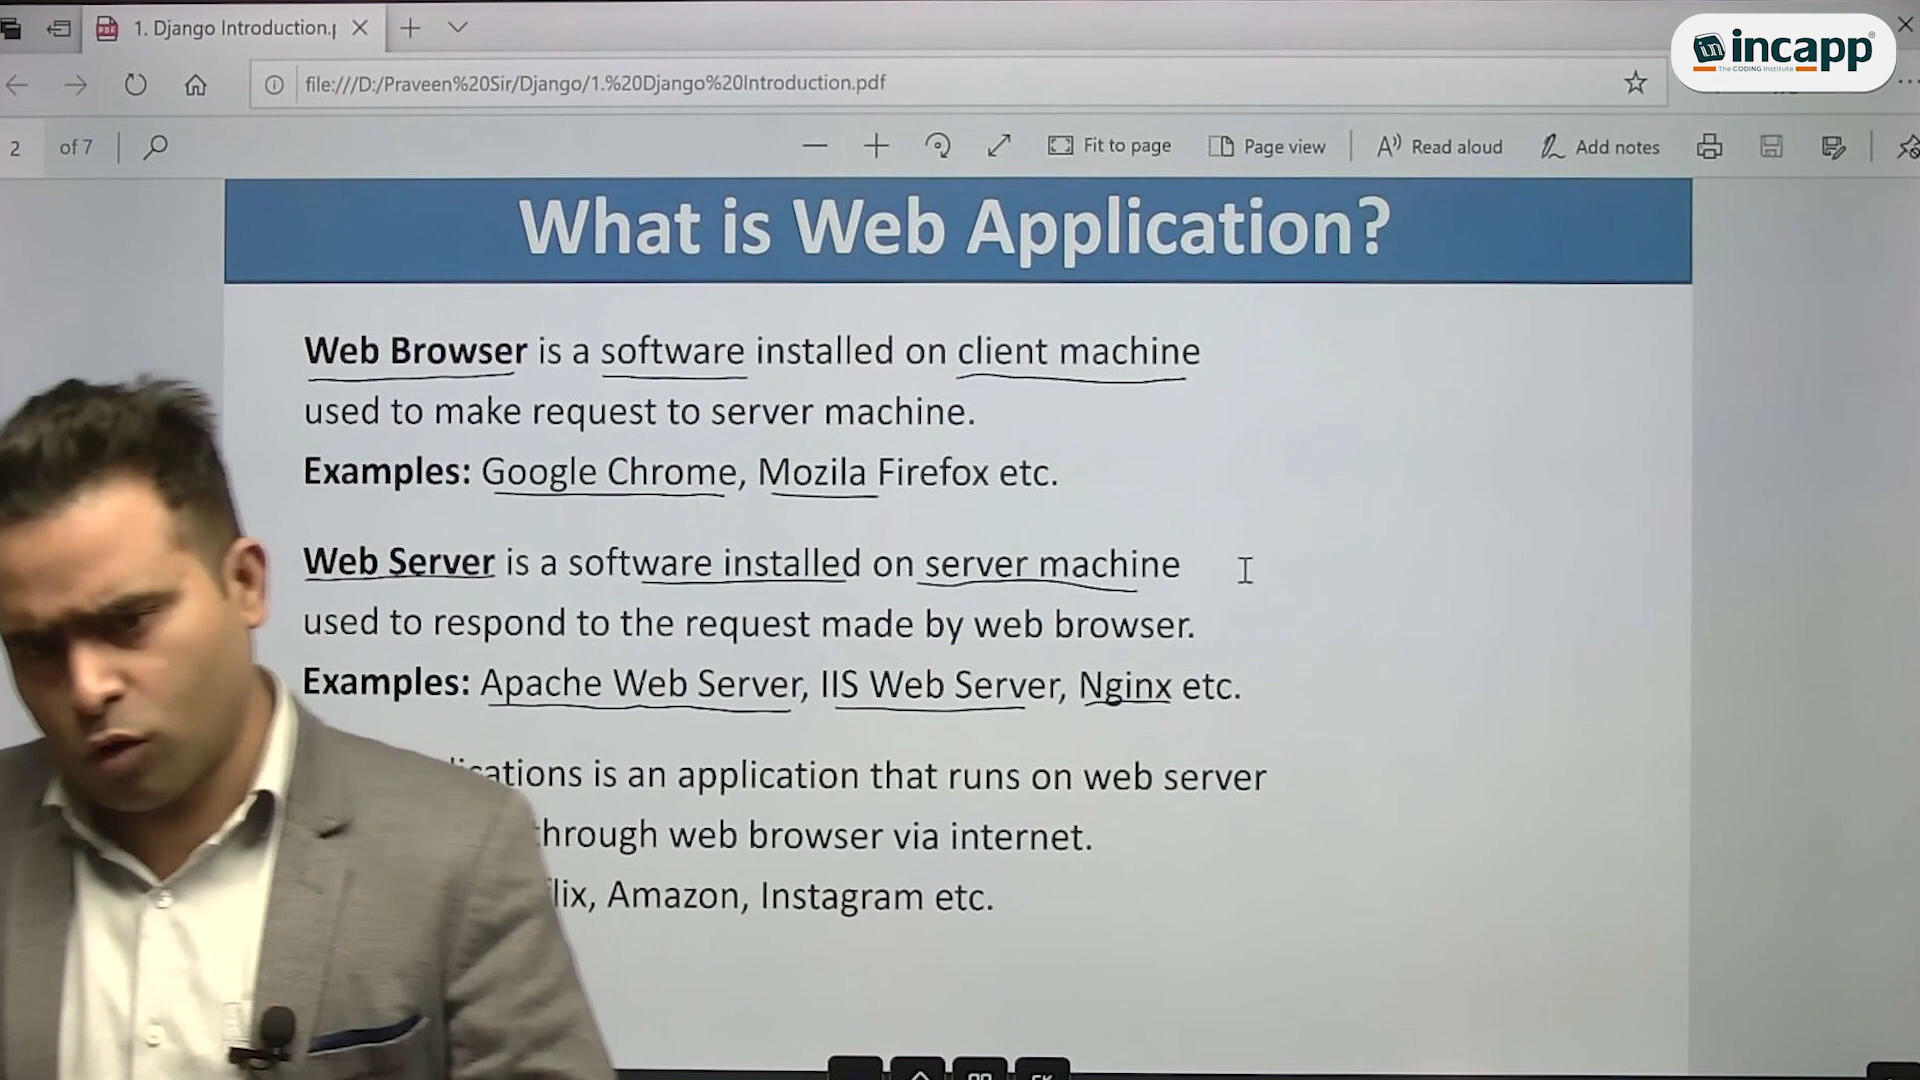 1. Django Introduction.p
incapp
The CODING Institute
file:///D:/Praveen%20Sir/Django/1.%20Django%20Introduction.pdf
2 of 7 Fit to page Page view Read aloud Add notes
What is Web Application?
Web Browser is a software installed on client machine
used to make request to server machine.
Examples: Google Chrome, Mozila Firefox etc.
Web Server is a software installed on server machine
used to respond to the request made by web browser.
Examples: Apache Web Server, IIS Web Server, Nginx etc.
is an application that runs on web server
through web browser via internet.
Amazon, Instagram etc.